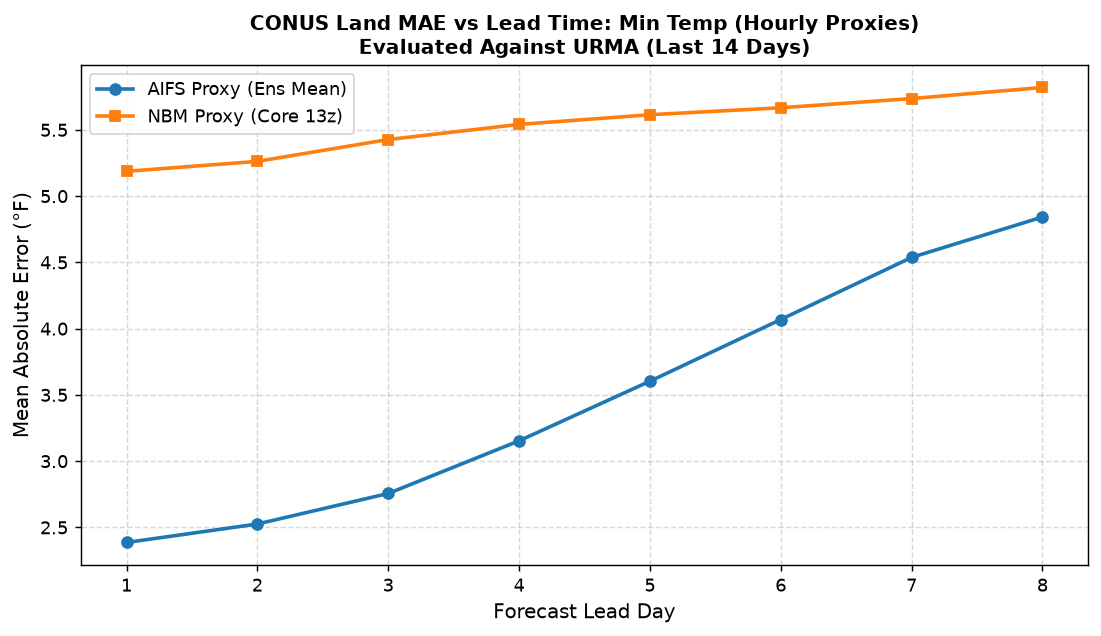 CONUS Land MAE vs Lead Time: Min Temp (Hourly Proxies)
Evaluated Against URMA (Last 14 Days)
AIFS Proxy (Ens Mean)
NBM Proxy (Core 13z)
Mean Absolute Error (°F)
5.5
5.0
4.5
4.0
3.5
3.0
2.5
1 2 3 4 5 6 7 8
Forecast Lead Day